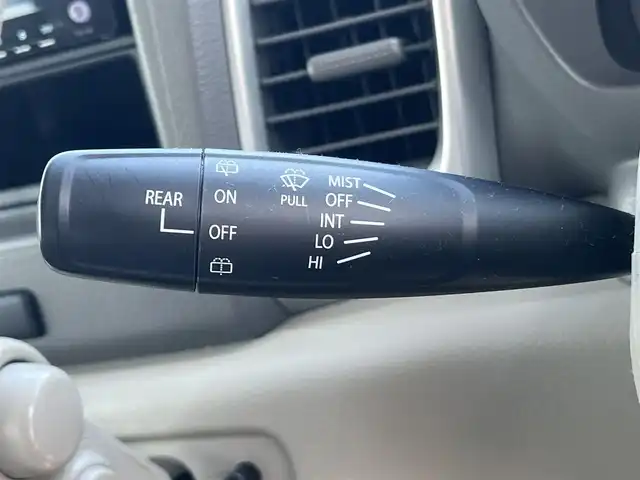 REAR
ON
OFF
PULL
MIST
OFF
INT
LO
HI